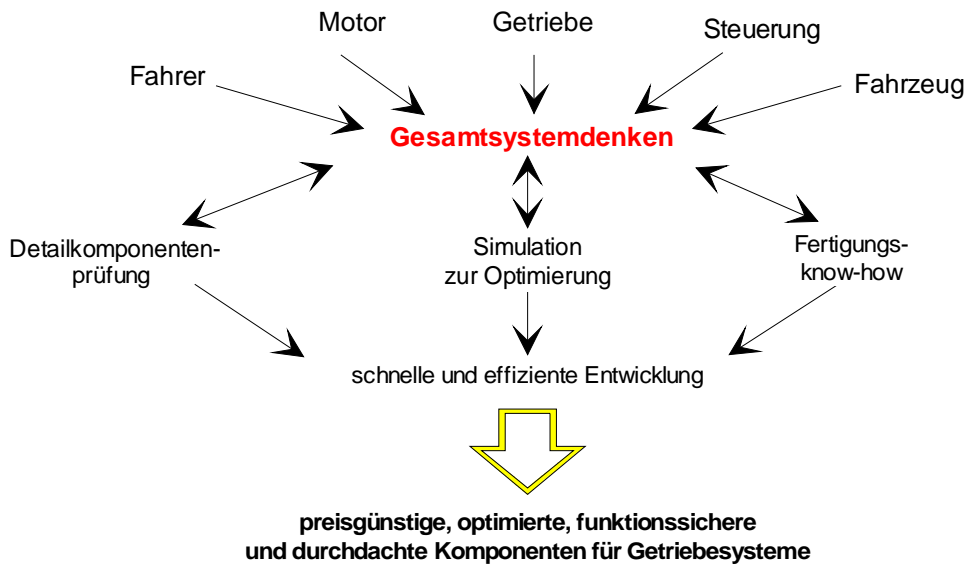 Motor
Getriebe
Steuerung
Fahrer
Fahrzeug
Gesamtsystemdenken
Detailkomponenten-
prüfung
Simulation
zur Optimierung
Fertigungs-
know-how
schnelle und effiziente Entwicklung
preisgünstige, optimierte, funktionssichere
und durchdachte Komponenten für Getriebesysteme